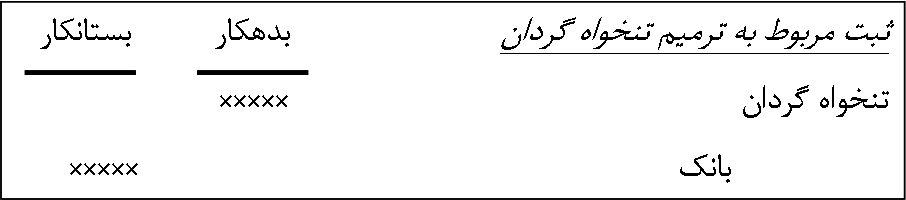 ثبت مربوط به ترمیم تنخواه گردان بدهکار بستانکار
تنخواه گردان ×××××
بانک ×××××